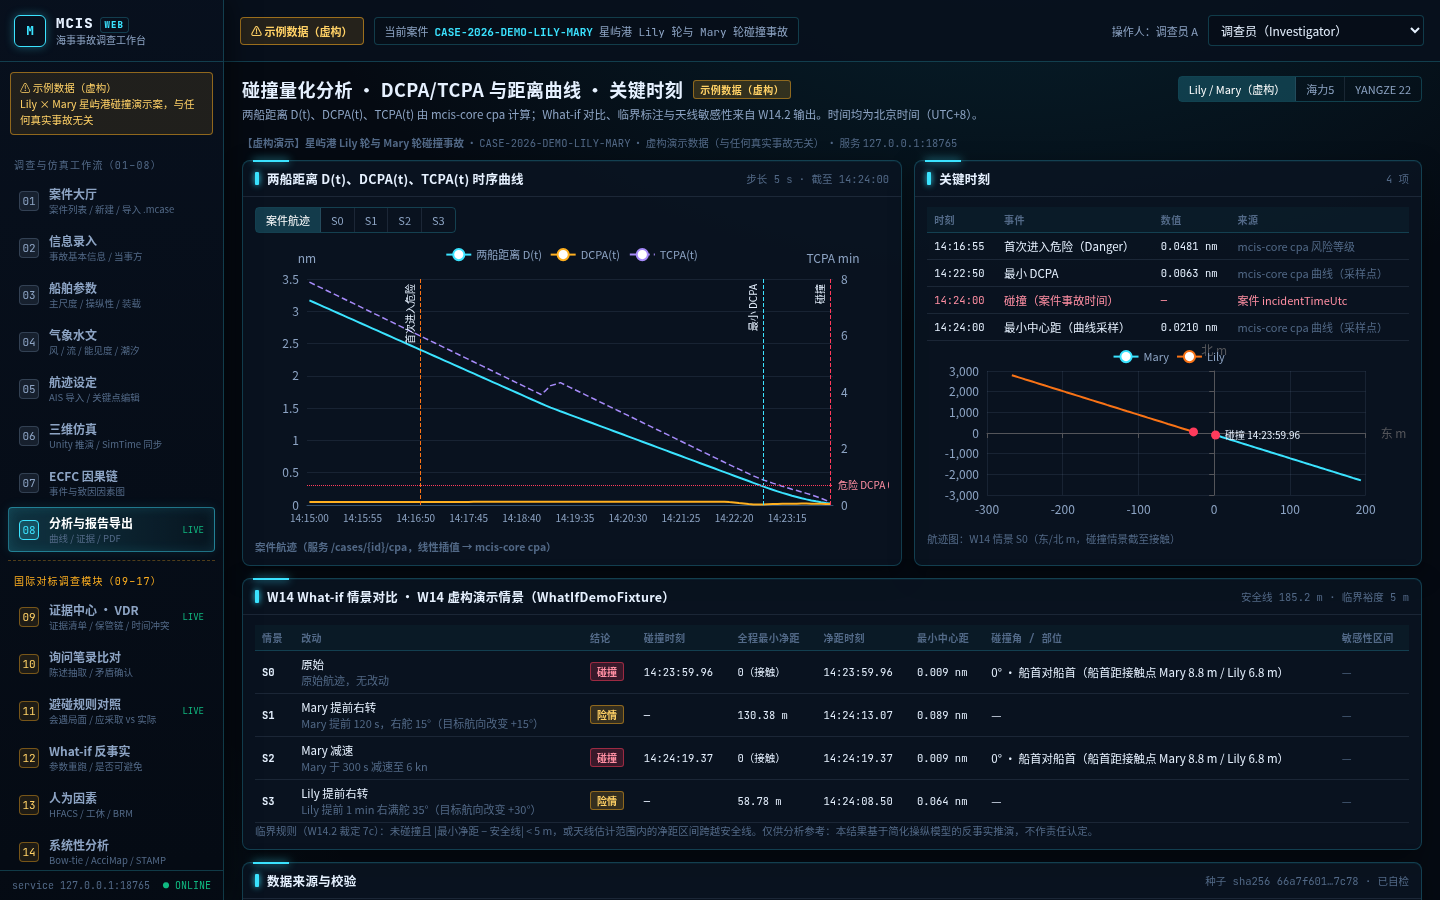 M
MCIS WEB
海事事故调查工作台
⚠ 示例数据（虚构）
Lily × Mary 星屿港碰撞演示案，与任何真实事故无关
调查与仿真工作流（01-08）
01 案件大厅
案件列表 / 新建 / 导入 .mcase
02 信息录入
事故基本信息 / 当事方
03 船舶参数
主尺度 / 操纵性 / 装载
04 气象水文
风 / 流 / 能见度 / 潮汐
05 航迹设定
AIS 导入 / 关键点编辑
06 三维仿真
Unity 推演 / SimTime 同步
07 ECFC 因果链
事件与致因因素图
08 分析与报告导出 LIVE
曲线 / 证据 / PDF
国际对标调查模块（09-17）
09 证据中心 · VDR LIVE
证据清单 / 保管链 / 时间冲突
10 询问笔录比对
陈述抽取 / 矛盾确认
11 避碰规则对照 LIVE
会遇局面 / 应采取 vs 实际
12 What-if 反事实
参数重跑 / 是否可避免
13 人为因素
HFACS / 工休 / BRM
14 系统性分析
Bow-tie / AcciMap / STAMP
service 127.0.0.1:18765 ● ONLINE
⚠ 示例数据（虚构）
当前案件 CASE-2026-DEMO-LILY-MARY 星屿港 Lily 轮与 Mary 轮碰撞事故
操作人：调查员 A
调查员（Investigator）
碰撞量化分析 · DCPA/TCPA 与距离曲线 · 关键时刻 示例数据（虚构）
Lily / Mary（虚构） 海力5 YANGZE 22
两船距离 D(t)、DCPA(t)、TCPA(t) 由 mcis-core cpa 计算；What-if 对比、临界标注与天线敏感性来自 W14.2 输出。时间均为北京时间（UTC+8）。
【虚构演示】星屿港 Lily 轮与 Mary 轮碰撞事故 · CASE-2026-DEMO-LILY-MARY · 虚构演示数据（与任何真实事故无关） · 服务 127.0.0.1:18765
两船距离 D(t)、DCPA(t)、TCPA(t) 时序曲线 步长 5 s · 截至 14:24:00
案件航迹 S0 S1 S2 S3
两船距离 D(t) DCPA(t) TCPA(t)
nm TCPA min
首次进入危险
最小 DCPA
碰撞
3.5 8
3 6
2.5
2 4
1.5
1 2
0.5
危险 DCPA
0 0
14:15:00 14:15:55 14:16:50 14:17:45 14:18:40 14:19:35 14:20:30 14:21:25 14:22:20 14:23:15
案件航迹（服务 /cases/{id}/cpa，线性插值 → mcis-core cpa）
关键时刻 4 项
时刻 事件 数值 来源
14:16:55 首次进入危险（Danger） 0.0481 nm mcis-core cpa 风险等级
14:22:50 最小 DCPA 0.0063 nm mcis-core cpa 曲线（采样点）
14:24:00 碰撞（案件事故时间） — 案件 incidentTimeUtc
14:24:00 最小中心距（曲线采样） 0.0210 nm mcis-core cpa 曲线（采样点）
北 m
Mary Lily
3,000
2,000
1,000
0
-1,000
-2,000
-3,000
碰撞 14:23:59.96
东 m
-300 -200 -100 0 100 200
航迹图：W14 情景 S0（东/北 m，碰撞情景截至接触）
W14 What-if 情景对比 · W14 虚构演示情景（WhatIfDemoFixture） 安全线 185.2 m · 临界裕度 5 m
情景 改动 结论 碰撞时刻 全程最小净距 净距时刻 最小中心距 碰撞角 / 部位 敏感性区间
S0 原始 碰撞 14:23:59.96 0（接触） 14:23:59.96 0.009 nm 0° · 船首对船首（船首距接触点 Mary 8.8 m / Lily 6.8 m） —
原始航迹，无改动
S1 Mary 提前右转 险情 — 130.38 m 14:24:13.07 0.089 nm — —
Mary 提前 120 s，右舵 15°（目标航向改变 +15°）
S2 Mary 减速 碰撞 14:24:19.37 0（接触） 14:24:19.37 0.009 nm 0° · 船首对船首（船首距接触点 Mary 8.8 m / Lily 6.8 m） —
Mary 于 300 s 减速至 6 kn
S3 Lily 提前右转 险情 — 58.78 m 14:24:08.50 0.064 nm — —
Lily 提前 1 min 右满舵 35°（目标航向改变 +30°）
临界规则（W14.2 裁定 7c）：未碰撞且 |最小净距 − 安全线| < 5 m，或天线估计范围内的净距区间跨越安全线。仅供分析参考：本结果基于简化操纵模型的反事实推演，不作责任认定。
数据来源与校验 种子 sha256 66a7f601…7c78 · 已自检